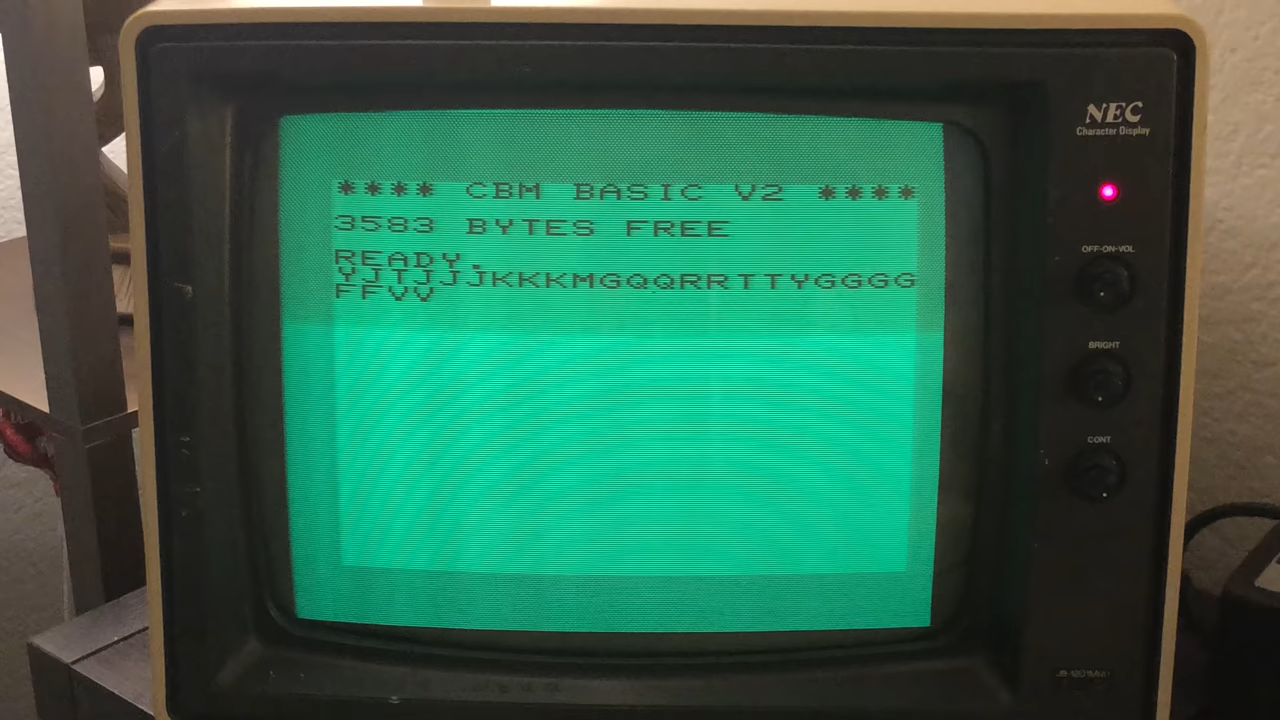 **** CBM BASIC V2 ****
3583 BYTES FREE
READY.
YJTJJJKKKMGQQRRTTYGGGG
FFVV
NEC
Character Display
OFF-ON-VOL
BRIGHT
CONT